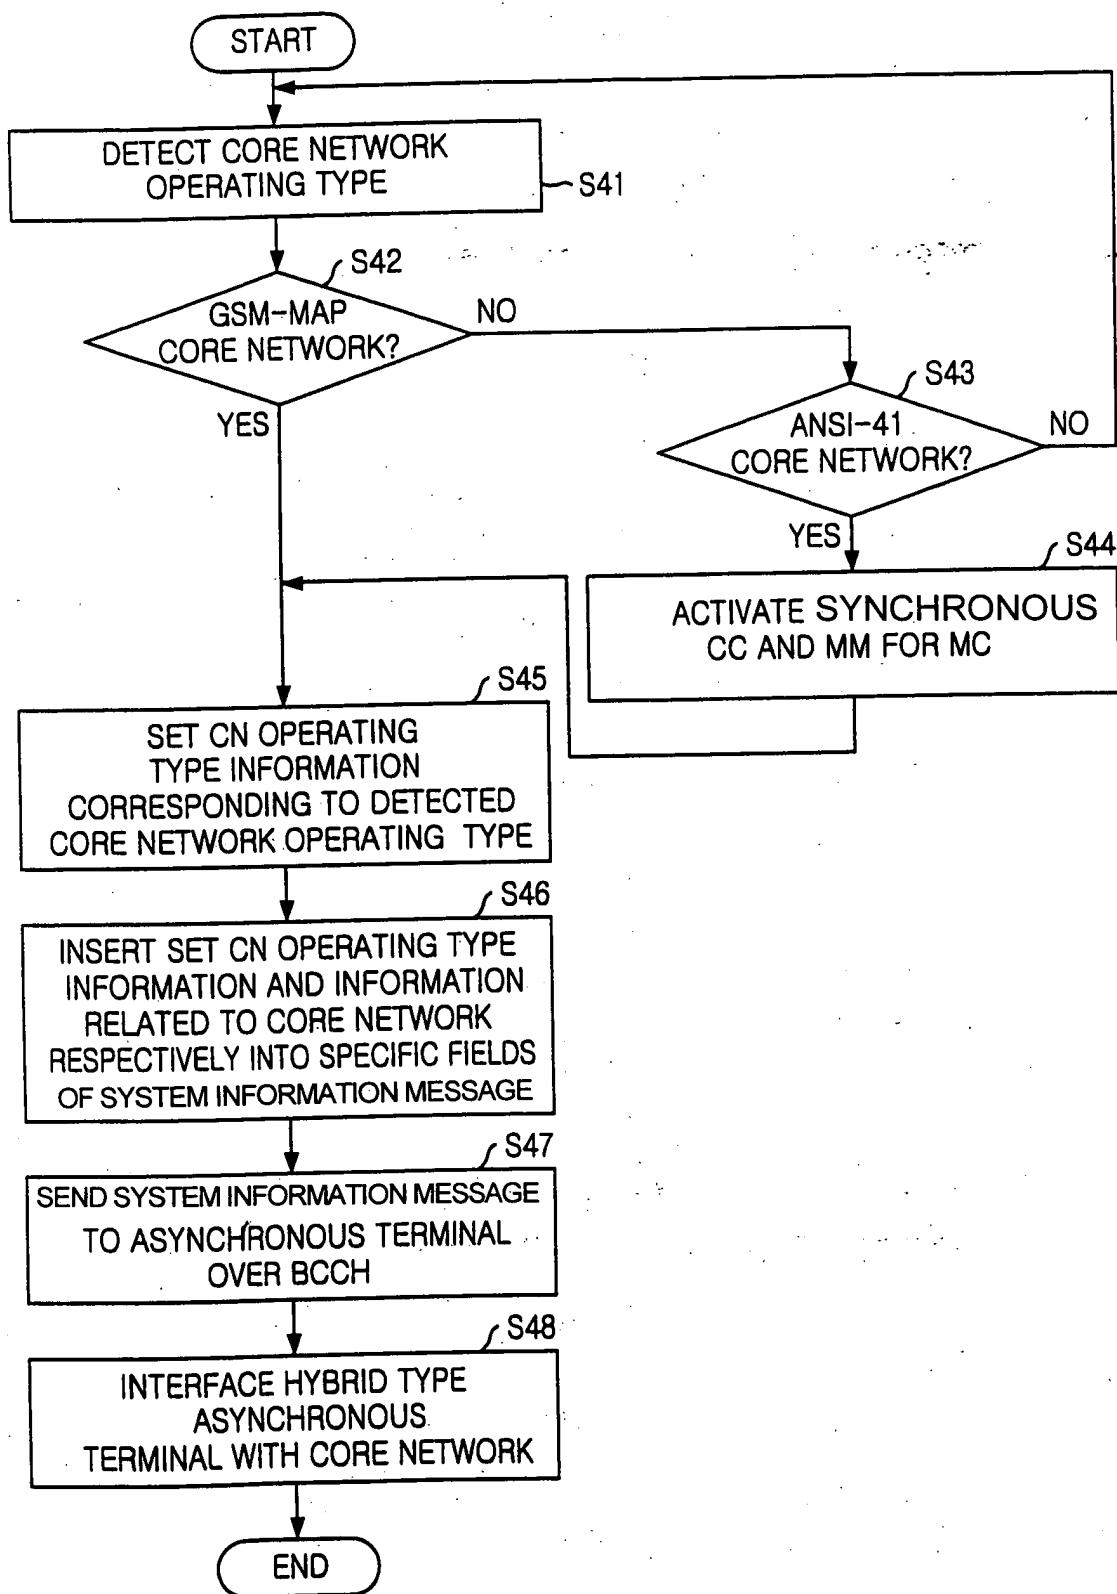 START
DETECT CORE NETWORK
OPERATING TYPE
S41
S42
GSM-MAP
CORE NETWORK?
NO
YES
S43
ANSI-41
CORE NETWORK?
NO
YES
S44
ACTIVATE SYNCHRONOUS
CC AND MM FOR MC
S45
SET CN OPERATING
TYPE INFORMATION
CORRESPONDING TO DETECTED
CORE NETWORK OPERATING TYPE
S46
INSERT SET CN OPERATING TYPE
INFORMATION AND INFORMATION
RELATED TO CORE NETWORK
RESPECTIVELY INTO SPECIFIC FIELDS
OF SYSTEM INFORMATION MESSAGE
S47
SEND SYSTEM INFORMATION MESSAGE
TO ASYNCHRONOUS TERMINAL
OVER BCCH
S48
INTERFACE HYBRID TYPE
ASYNCHRONOUS
TERMINAL WITH CORE NETWORK
END